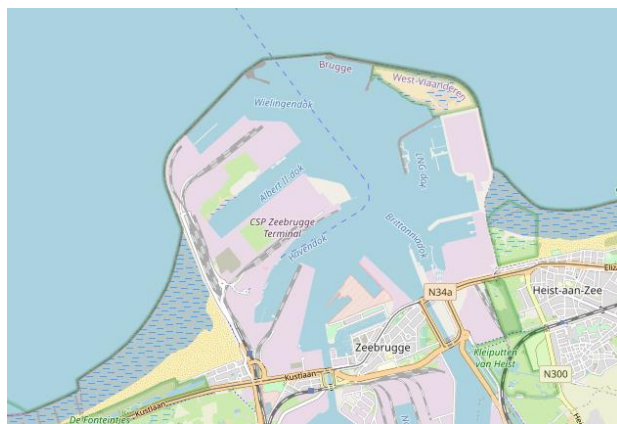 Brugge
West-Vlaanderen
Wielingendok
LNG-dok
Albert II dok
CSP Zeebrugge
Terminal
Brittanniadok
Havendok
N34a
Heist-aan-Zee
Zeebrugge
Kleiputten
van Heist
N300
Kustlaan
Kustlaan
De Fonteintjes